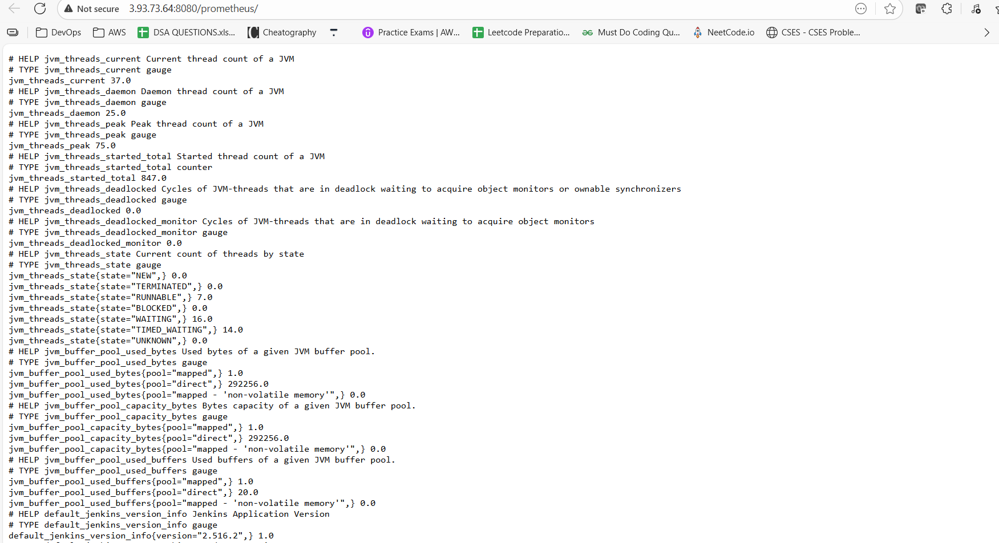 Not secure 3.93.73.64:8080/prometheus/
DevOps AWS DSA QUESTIONS.xls... Cheatography Practice Exams | AW... Leetcode Preparatio... Must Do Coding Qu... NeetCode.io CSES - CSES Proble...
# HELP jvm_threads_current Current thread count of a JVM
# TYPE jvm_threads_current gauge
jvm_threads_current 37.0
# HELP jvm_threads_daemon Daemon thread count of a JVM
# TYPE jvm_threads_daemon gauge
jvm_threads_daemon 25.0
# HELP jvm_threads_peak Peak thread count of a JVM
# TYPE jvm_threads_peak gauge
jvm_threads_peak 75.0
# HELP jvm_threads_started_total Started thread count of a JVM
# TYPE jvm_threads_started_total counter
jvm_threads_started_total 847.0
# HELP jvm_threads_deadlocked Cycles of JVM-threads that are in deadlock waiting to acquire object monitors or ownable synchronizers
# TYPE jvm_threads_deadlocked gauge
jvm_threads_deadlocked 0.0
# HELP jvm_threads_deadlocked_monitor Cycles of JVM-threads that are in deadlock waiting to acquire object monitors
# TYPE jvm_threads_deadlocked_monitor gauge
jvm_threads_deadlocked_monitor 0.0
# HELP jvm_threads_state Current count of threads by state
# TYPE jvm_threads_state gauge
jvm_threads_state{state="NEW",} 0.0
jvm_threads_state{state="TERMINATED",} 0.0
jvm_threads_state{state="RUNNABLE",} 7.0
jvm_threads_state{state="BLOCKED",} 0.0
jvm_threads_state{state="WAITING",} 16.0
jvm_threads_state{state="TIMED_WAITING",} 14.0
jvm_threads_state{state="UNKNOWN",} 0.0
# HELP jvm_buffer_pool_used_bytes Used bytes of a given JVM buffer pool.
# TYPE jvm_buffer_pool_used_bytes gauge
jvm_buffer_pool_used_bytes{pool="mapped",} 1.0
jvm_buffer_pool_used_bytes{pool="direct",} 292256.0
jvm_buffer_pool_used_bytes{pool="mapped - 'non-volatile memory'",} 0.0
# HELP jvm_buffer_pool_capacity_bytes Bytes capacity of a given JVM buffer pool.
# TYPE jvm_buffer_pool_capacity_bytes gauge
jvm_buffer_pool_capacity_bytes{pool="mapped",} 1.0
jvm_buffer_pool_capacity_bytes{pool="direct",} 292256.0
jvm_buffer_pool_capacity_bytes{pool="mapped - 'non-volatile memory'",} 0.0
# HELP jvm_buffer_pool_used_buffers Used buffers of a given JVM buffer pool.
# TYPE jvm_buffer_pool_used_buffers gauge
jvm_buffer_pool_used_buffers{pool="mapped",} 1.0
jvm_buffer_pool_used_buffers{pool="direct",} 20.0
jvm_buffer_pool_used_buffers{pool="mapped - 'non-volatile memory'",} 0.0
# HELP default_jenkins_version_info Jenkins Application Version
# TYPE default_jenkins_version_info gauge
default_jenkins_version_info{version="2.516.2",} 1.0